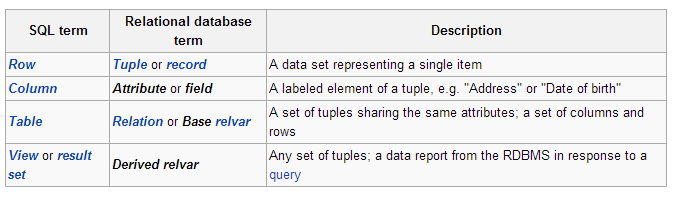 SQL term Relational database term Description
Row Tuple or record A data set representing a single item
Column Attribute or field A labeled element of a tuple, e.g. "Address" or "Date of birth"
Table Relation or Base relvar A set of tuples sharing the same attributes; a set of columns and rows
View or result set Derived relvar Any set of tuples; a data report from the RDBMS in response to a query